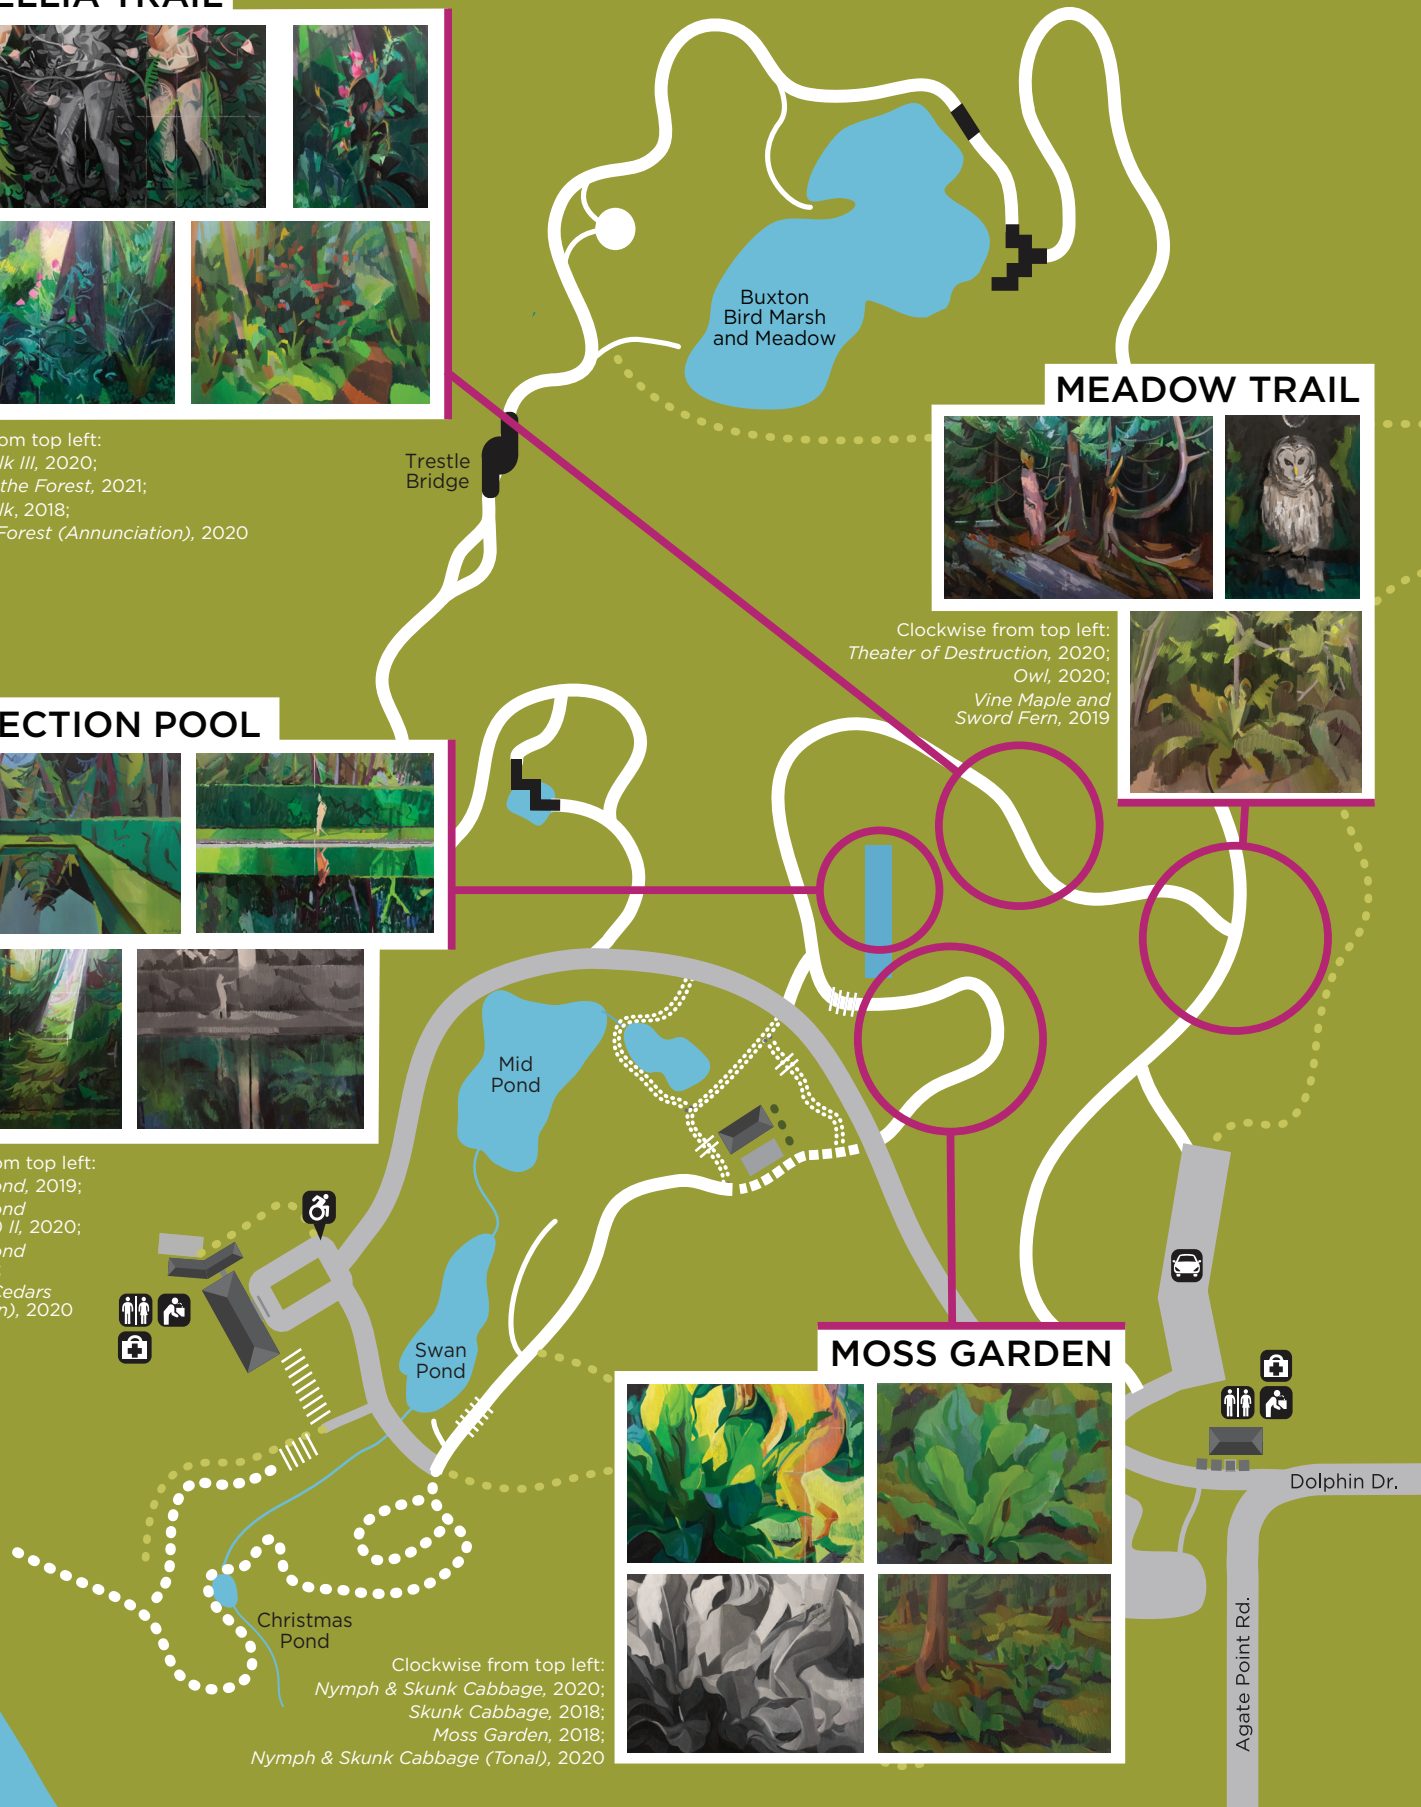 TRAIL
om top left:
lk III, 2020;
the Forest, 2021;
lk, 2018;
Forest (Annunciation), 2020
Buxton
Bird Marsh
and Meadow
Trestle
Bridge
MEADOW TRAIL
Clockwise from top left:
Theater of Destruction, 2020;
Owl, 2020;
Vine Maple and
Sword Fern, 2019
ECTION POOL
om top left:
ond, 2019;
ond
II, 2020;
ond
Cedars
n), 2020
Mid
Pond
Swan
Pond
Christmas
Pond
MOSS GARDEN
Clockwise from top left:
Nymph & Skunk Cabbage, 2020;
Skunk Cabbage, 2018;
Moss Garden, 2018;
Nymph & Skunk Cabbage (Tonal), 2020
Dolphin Dr.
Agate Point Rd.